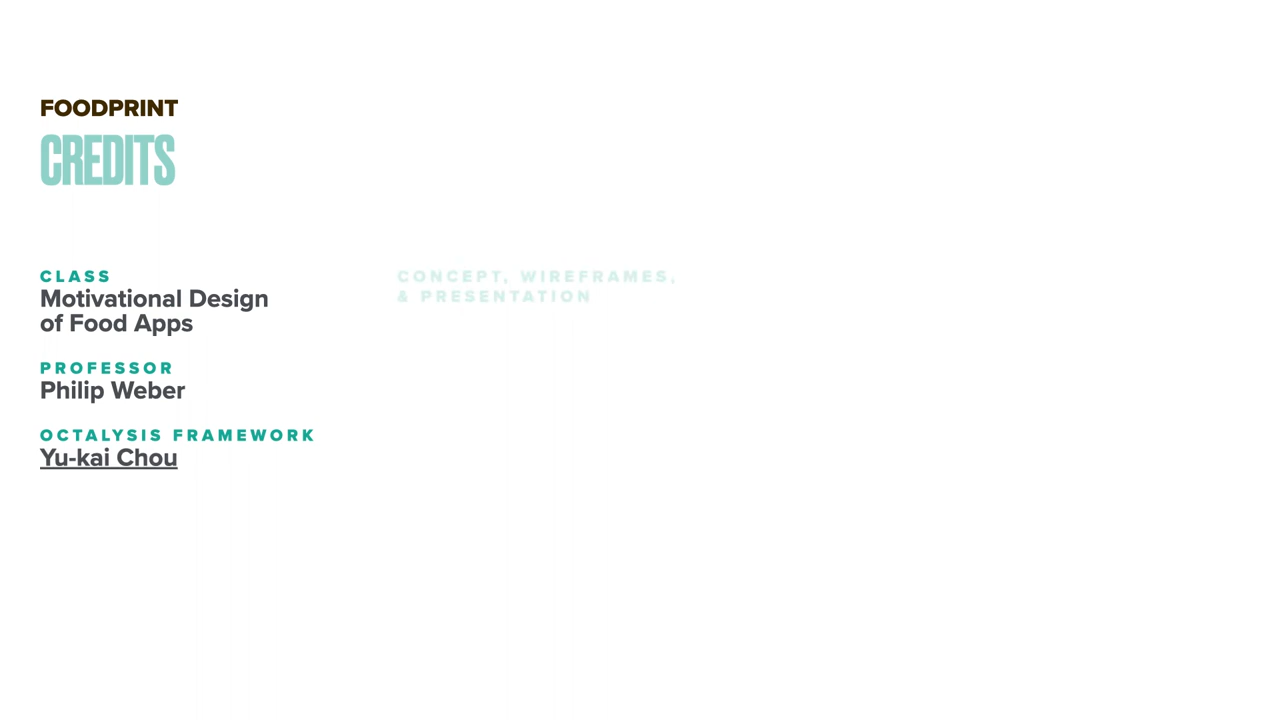 FOODPRINT
CREDITS
CLASS
Motivational Design
of Food Apps
PROFESSOR
Philip Weber
OCTALYSIS FRAMEWORK
Yu-kai Chou
CONCEPT, WIREFRAMES,
& PRESENTATION